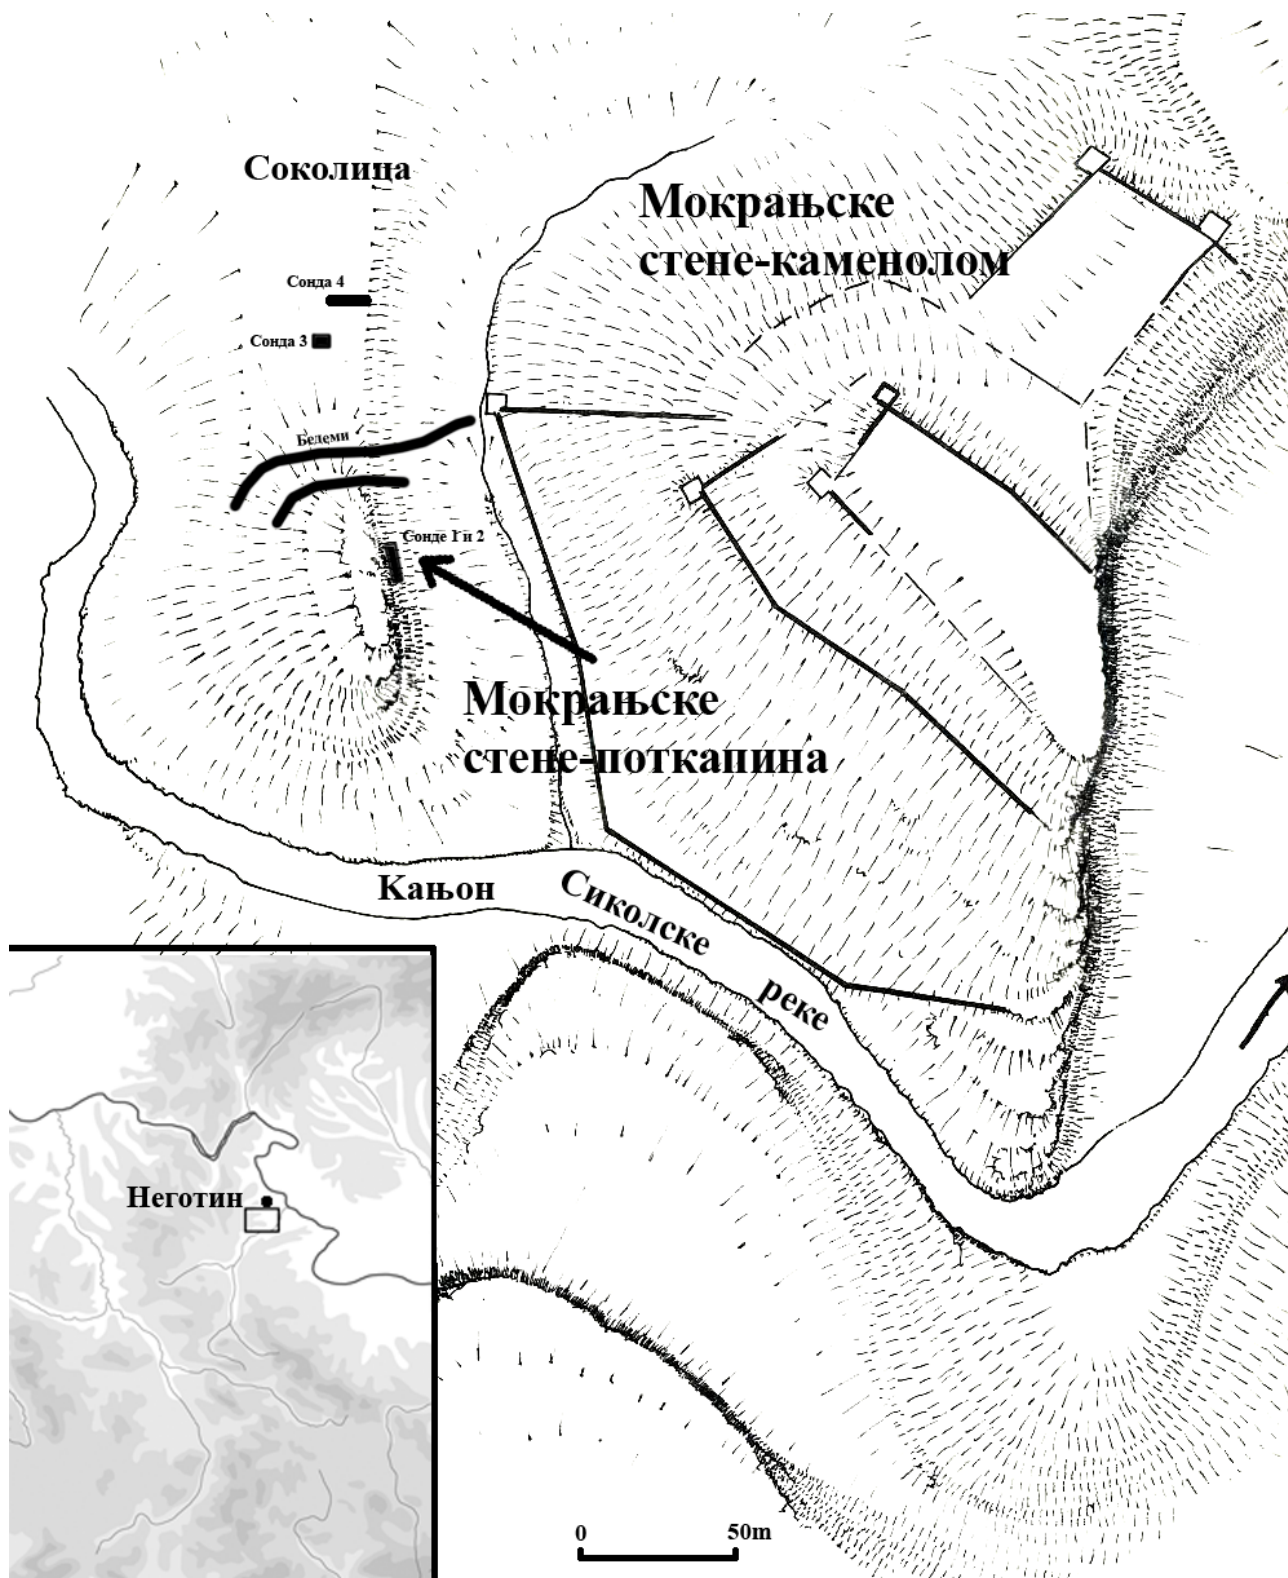 Соколица
Мокрањске
стене-каменолом
Сонда 4
Сонда 3
Бедеми
Сонде 1 и 2
Мокрањске
стене-поткапина
Кањон Сиколске реке
Неготин
0 50m